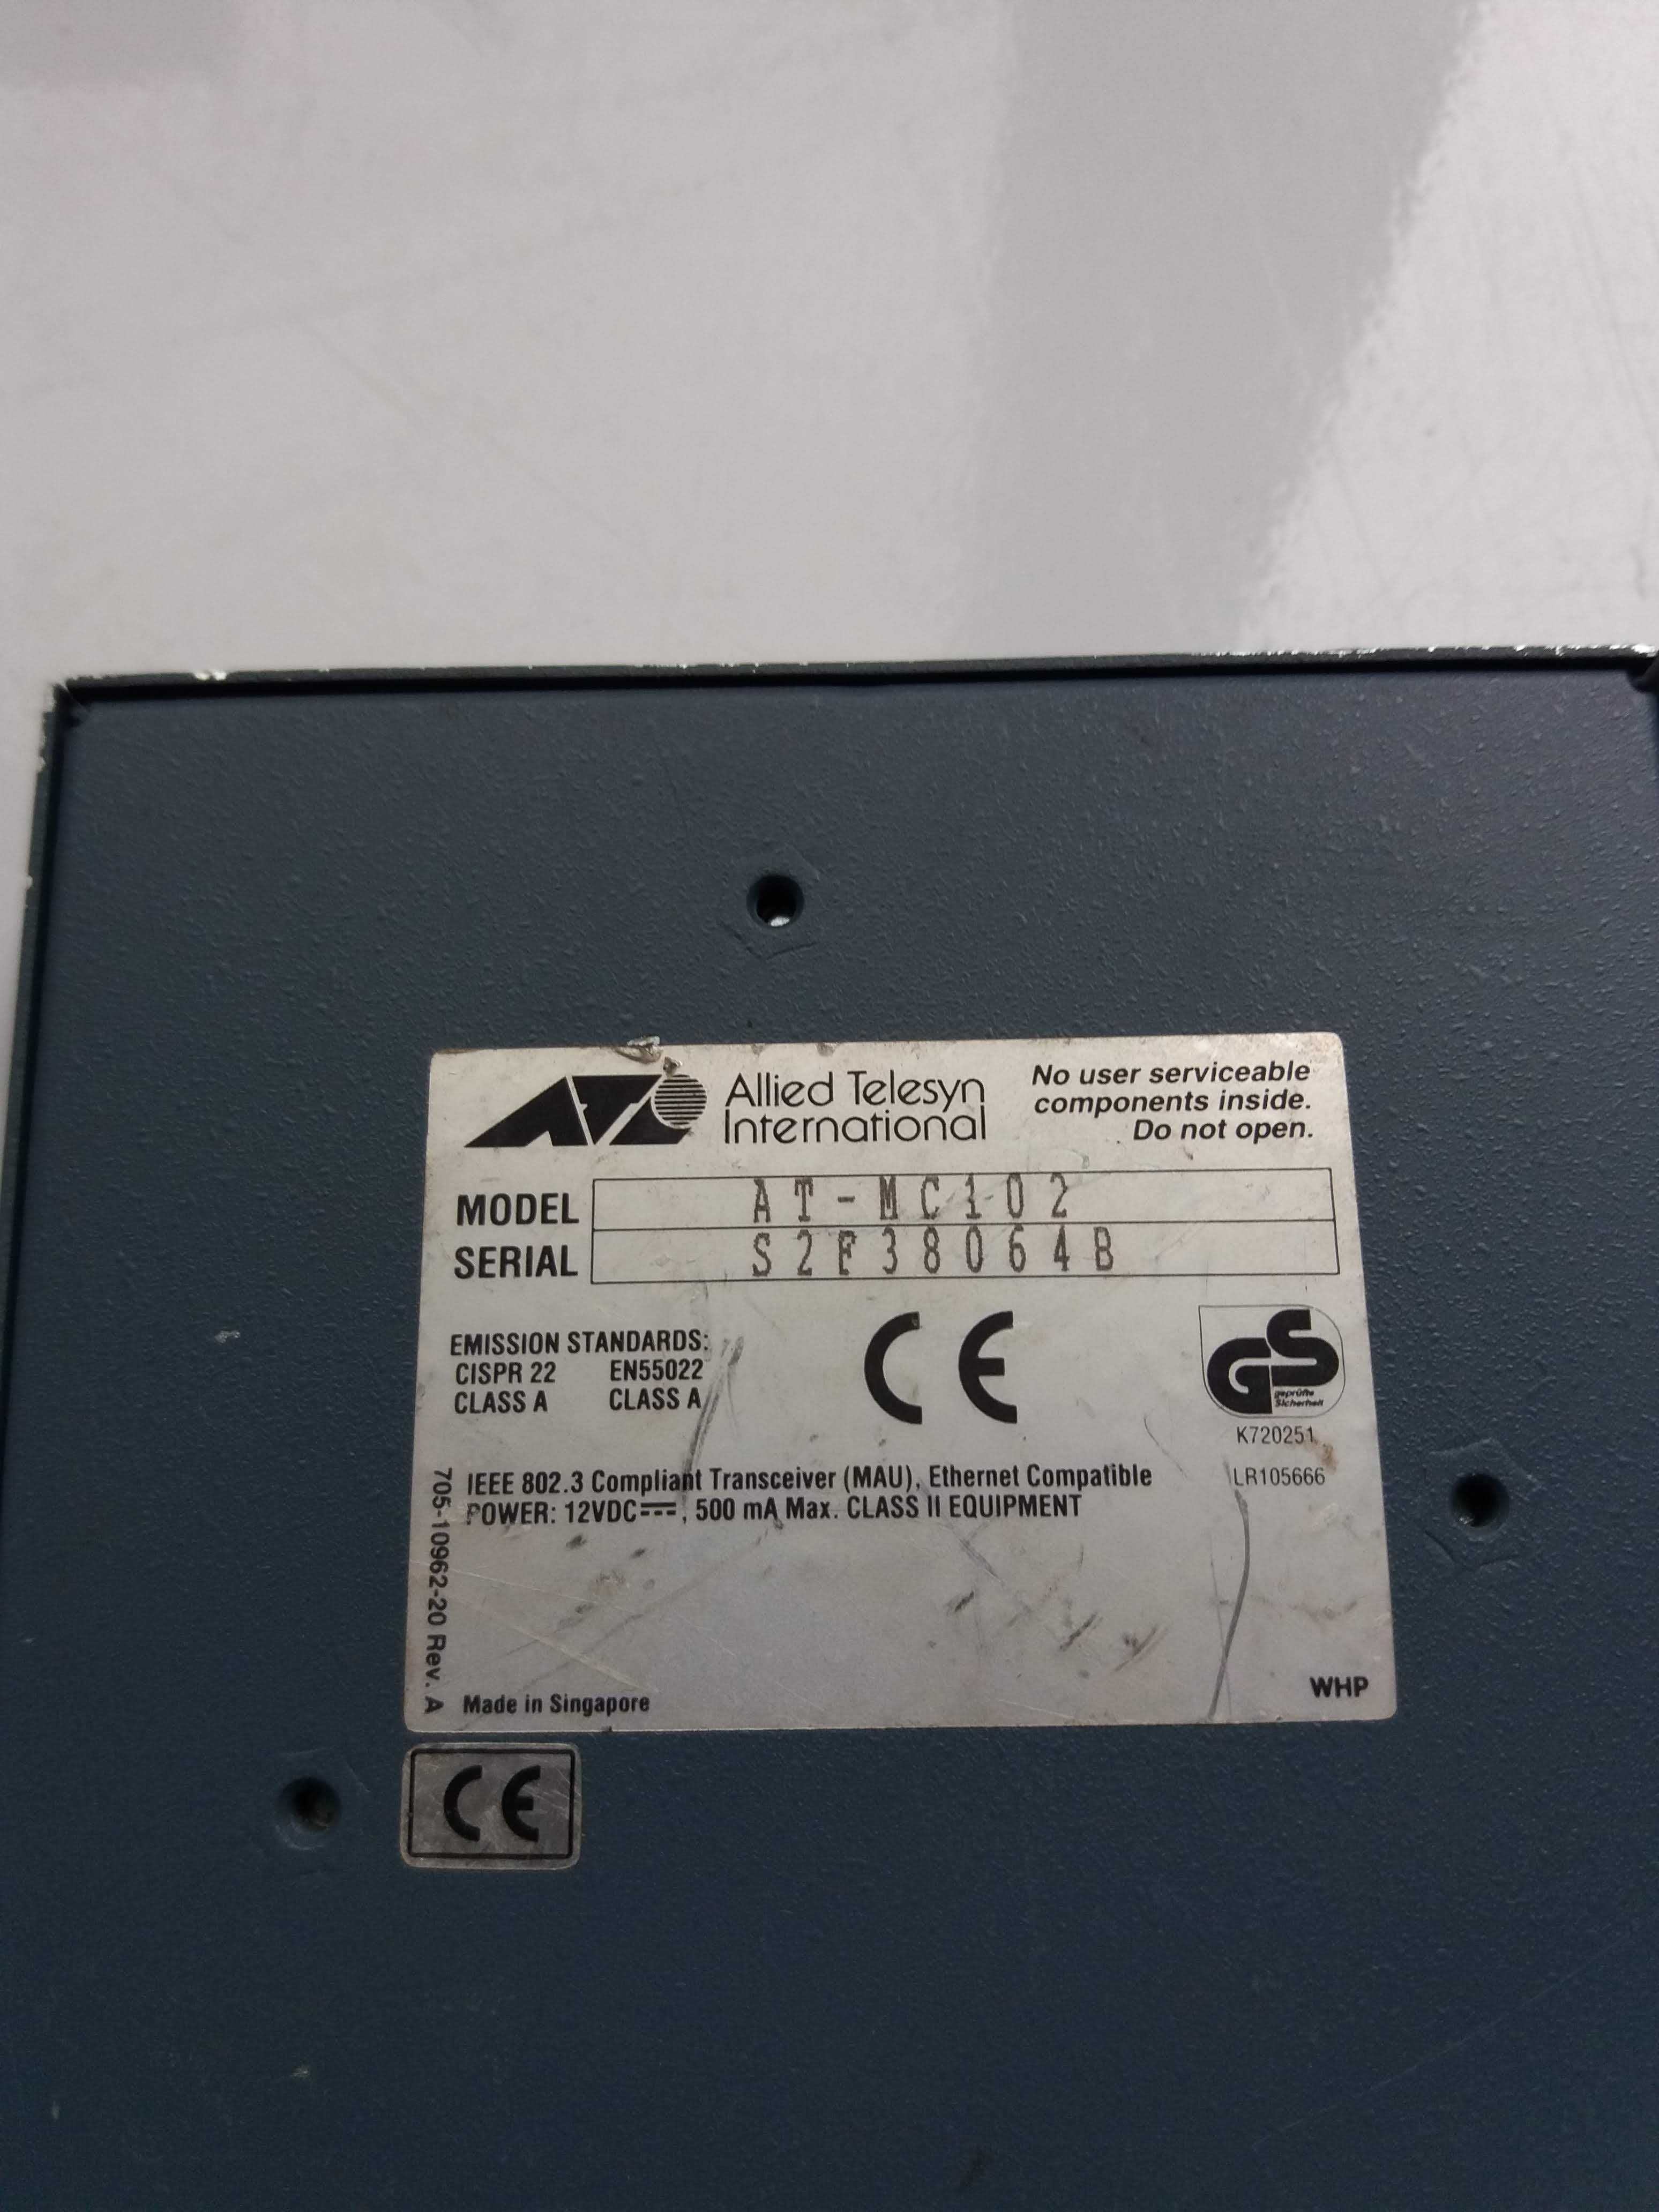 Allied Telesyn
International
No user serviceable
components inside.
Do not open.
MODEL AT-MC102
SERIAL S2F38064B
EMISSION STANDARDS:
CISPR 22 EN55022
CLASS A CLASS A
CE
GS
geprüfte
Sicherheit
K720251
LR105666
IEEE 802.3 Compliant Transceiver (MAU), Ethernet Compatible
POWER: 12VDC⎓, 500 mA Max. CLASS II EQUIPMENT
705-10962-20 Rev. A
Made in Singapore
WHP
CE